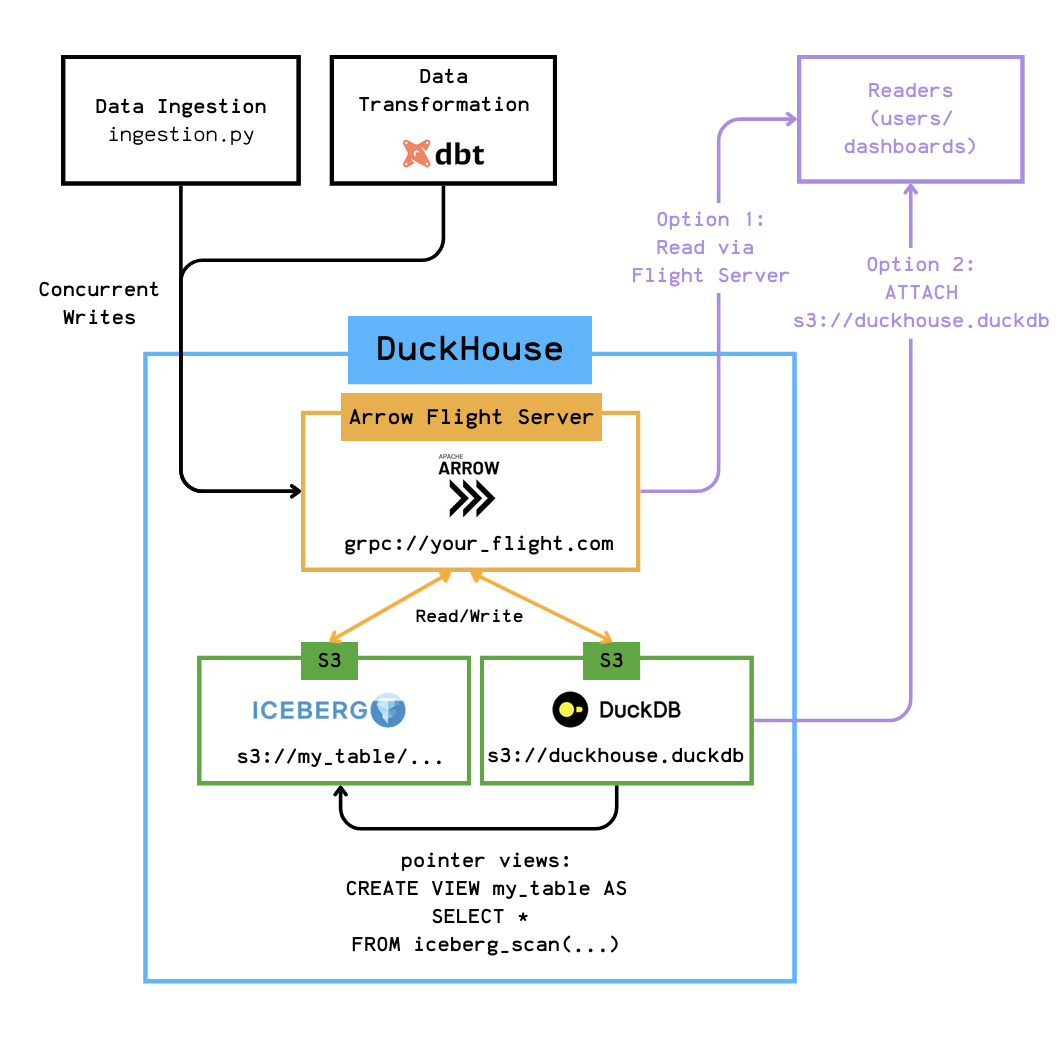 Data Ingestion
ingestion.py
Data
Transformation
dbt
Readers
(users/
dashboards)
Option 1:
Read via
Flight Server
Option 2:
ATTACH
s3://duckhouse.duckdb
Concurrent
Writes
DuckHouse
Arrow Flight Server
APACHE
ARROW
grpc://your_flight.com
Read/Write
S3
ICEBERG
s3://my_table/...
S3
DuckDB
s3://duckhouse.duckdb
pointer views:
CREATE VIEW my_table AS
SELECT *
FROM iceberg_scan(...)